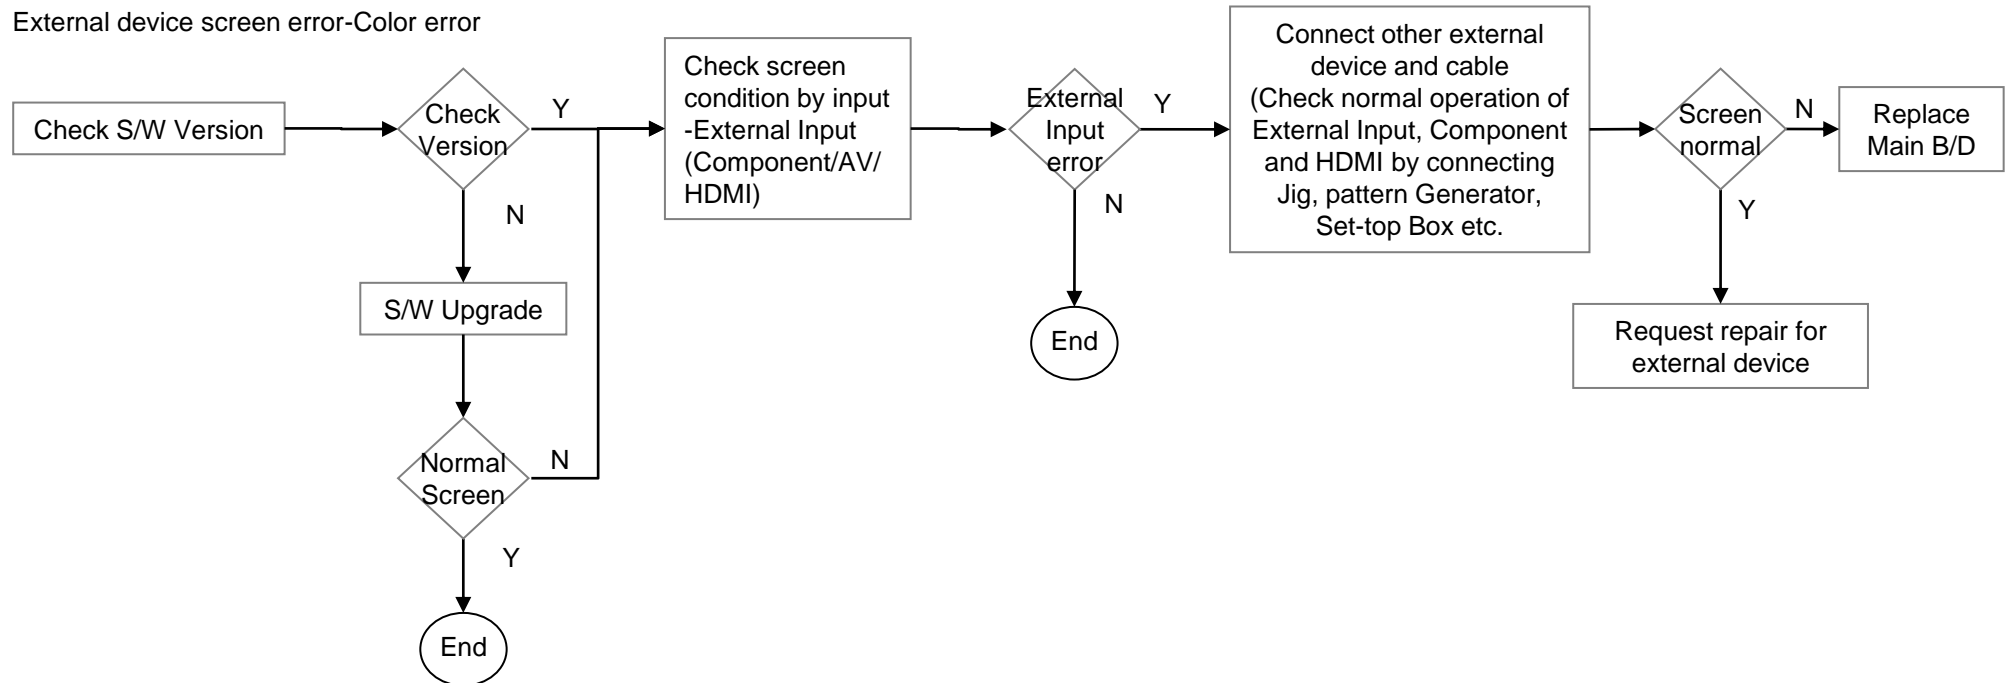 External device screen error-Color error
Check S/W Version
Check
Version
Y
N
S/W Upgrade
Normal
Screen
N
Y
End
Check screen
condition by input
-External Input
(Component/AV/
HDMI)
External
Input
error
Y
N
End
Connect other external
device and cable
(Check normal operation of
External Input, Component
and HDMI by connecting
Jig, pattern Generator,
Set-top Box etc.
Screen
normal
N
Y
Replace
Main B/D
Request repair for
external device